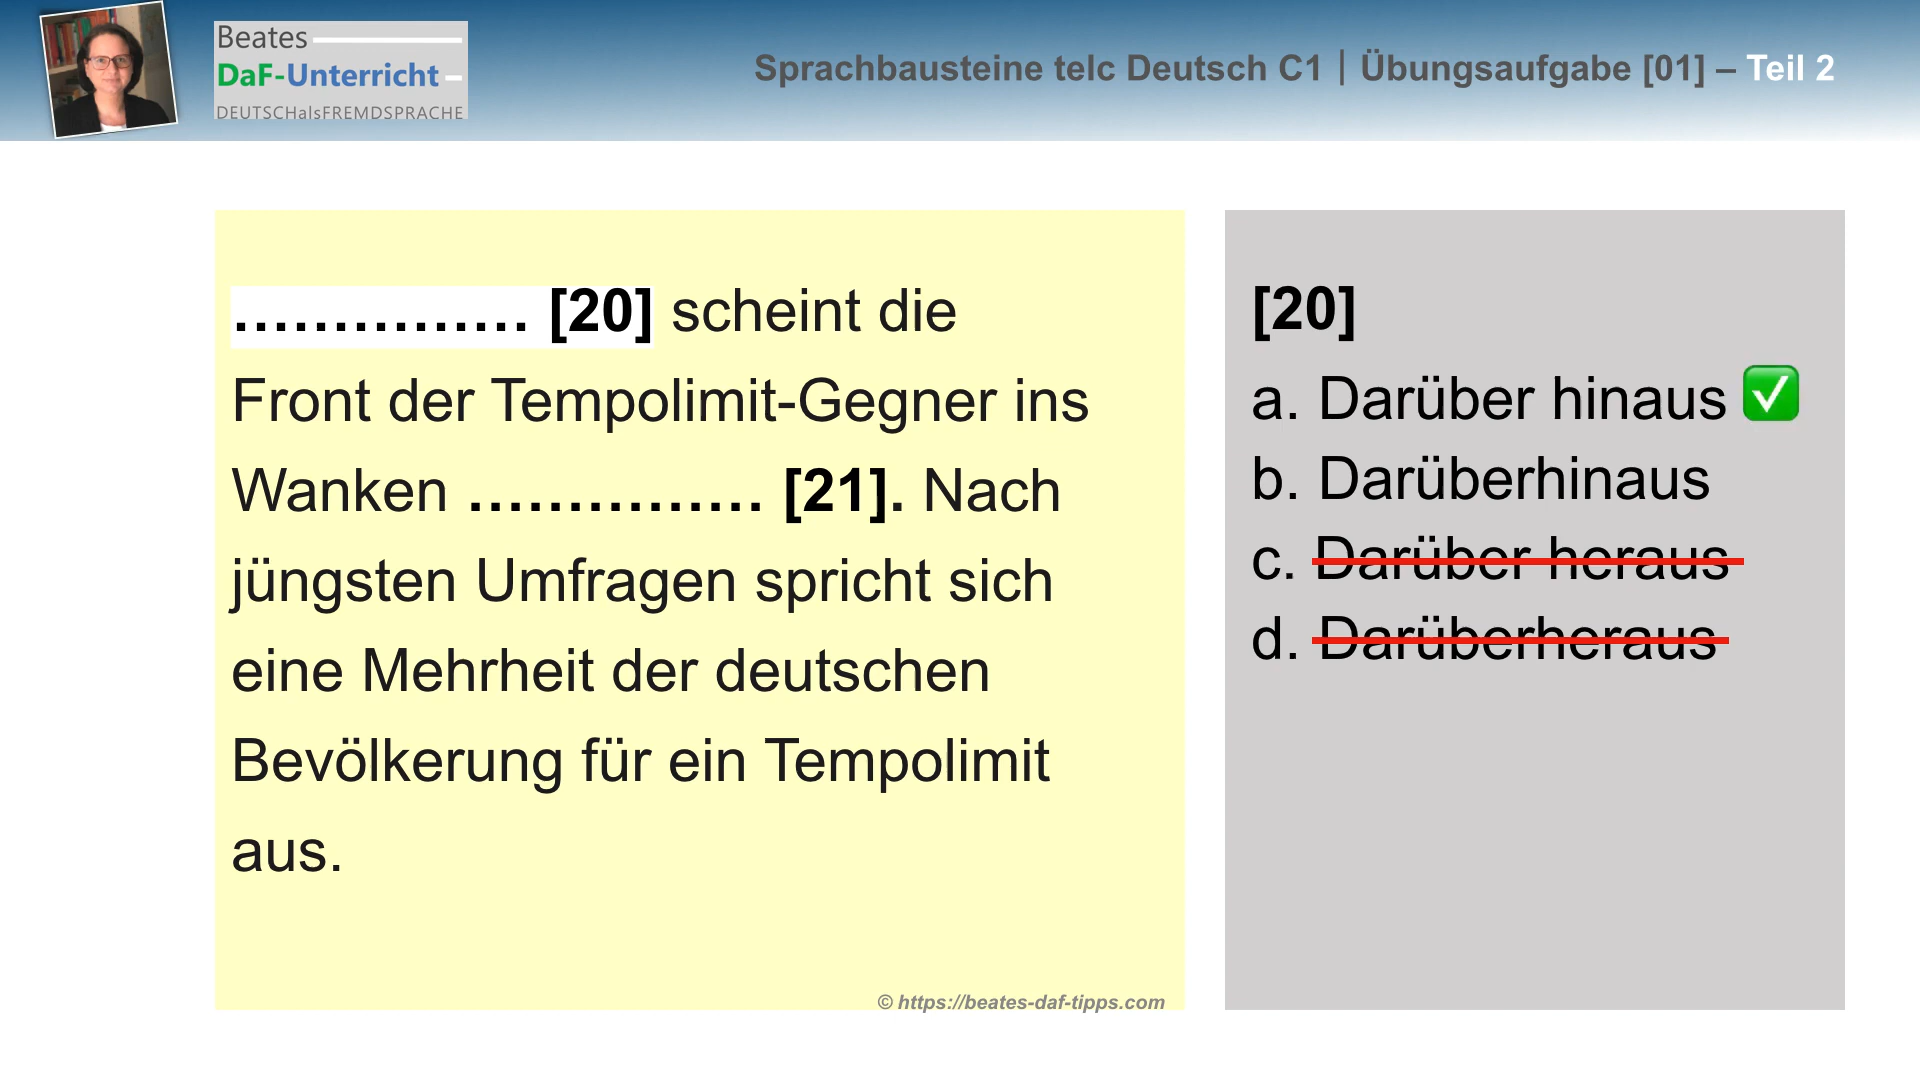 Beates
DaF-Unterricht
DEUTSCHalsFREMDSPRACHE
Sprachbausteine telc Deutsch C1 | Übungsaufgabe [01] – Teil 2
…………… [20] scheint die
Front der Tempolimit-Gegner ins
Wanken …………… [21]. Nach
jüngsten Umfragen spricht sich
eine Mehrheit der deutschen
Bevölkerung für ein Tempolimit
aus.
© https://beates-daf-tipps.com
[20]
a. Darüber hinaus ✅
b. Darüberhinaus
c. Darüber heraus
d. Darüberheraus